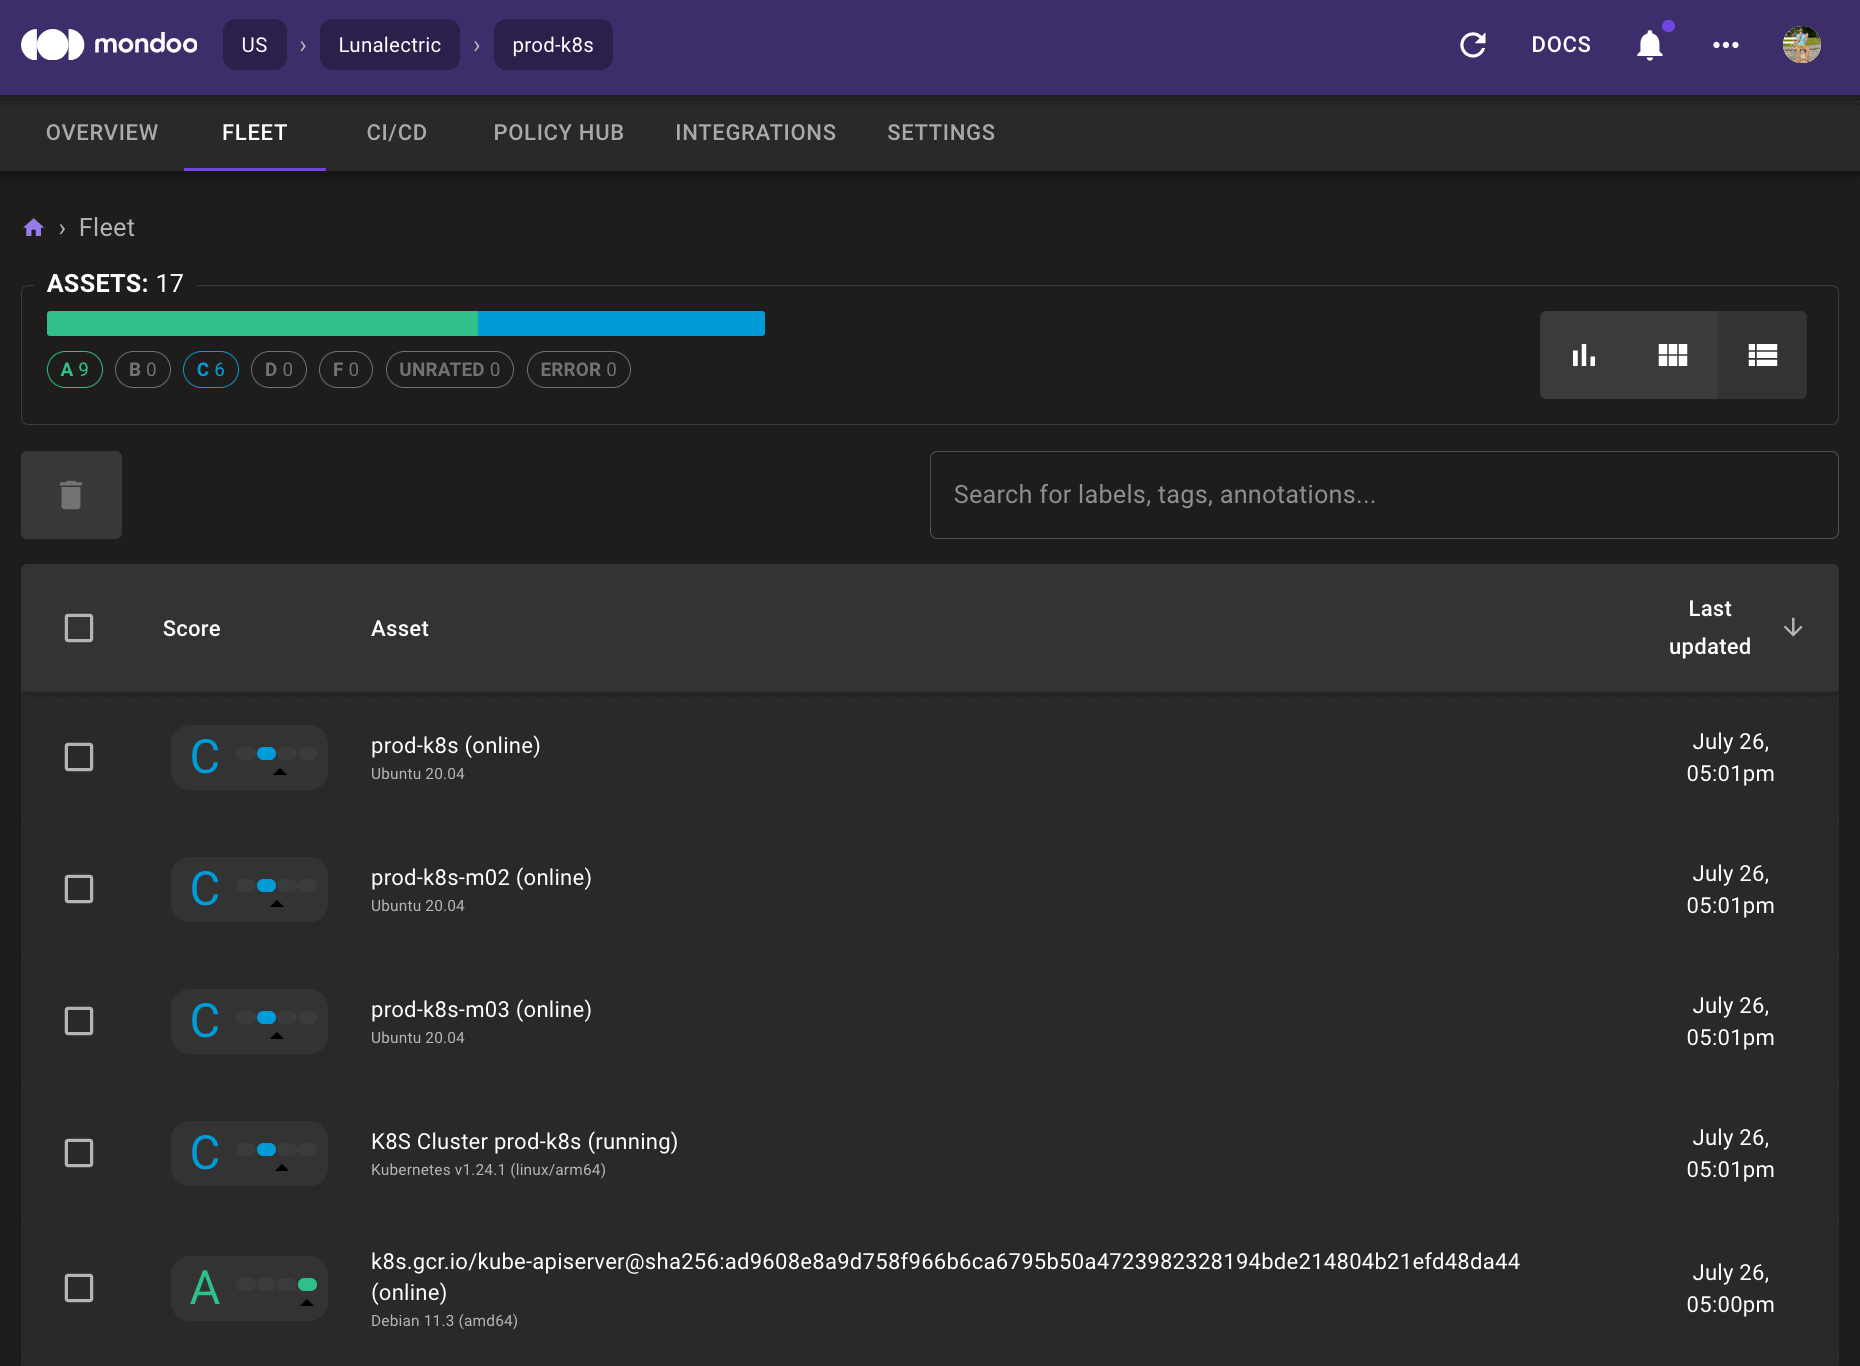 mondoo US › Lunalectric › prod-k8s DOCS
OVERVIEW FLEET CI/CD POLICY HUB INTEGRATIONS SETTINGS
› Fleet
ASSETS: 17
A 9 B 0 C 6 D 0 F 0 UNRATED 0 ERROR 0
Search for labels, tags, annotations...
Score Asset Last updated
C prod-k8s (online)
Ubuntu 20.04
July 26,
05:01pm
C prod-k8s-m02 (online)
Ubuntu 20.04
July 26,
05:01pm
C prod-k8s-m03 (online)
Ubuntu 20.04
July 26,
05:01pm
C K8S Cluster prod-k8s (running)
Kubernetes v1.24.1 (linux/arm64)
July 26,
05:01pm
A k8s.gcr.io/kube-apiserver@sha256:ad9608e8a9d758f966b6ca6795b50a4723982328194bde214804b21efd48da44
(online)
Debian 11.3 (amd64)
July 26,
05:00pm